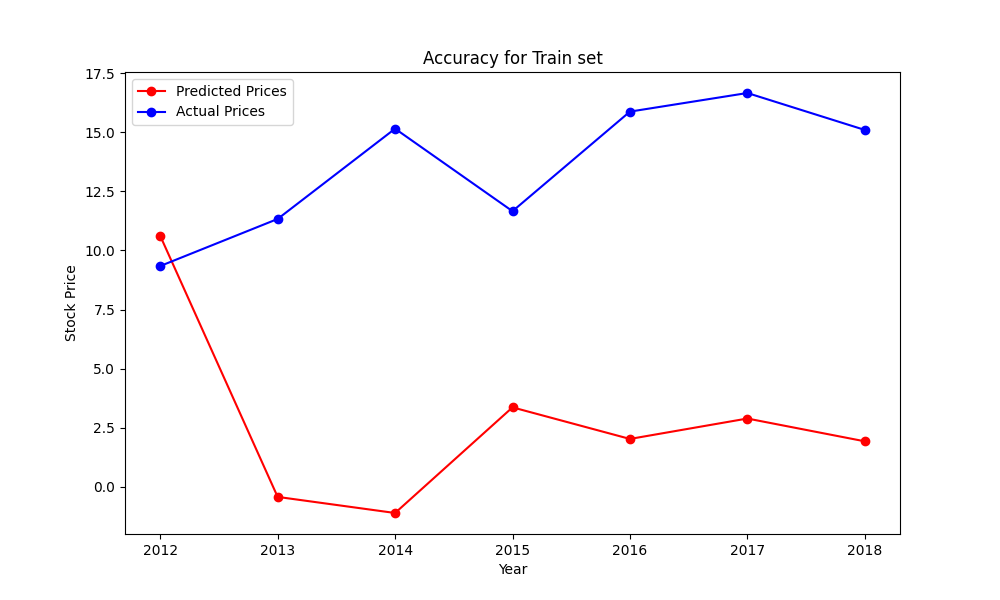 Accuracy for Train set
Predicted Prices
Actual Prices
17.5
15.0
12.5
10.0
7.5
5.0
2.5
0.0
Stock Price
2012 2013 2014 2015 2016 2017 2018
Year